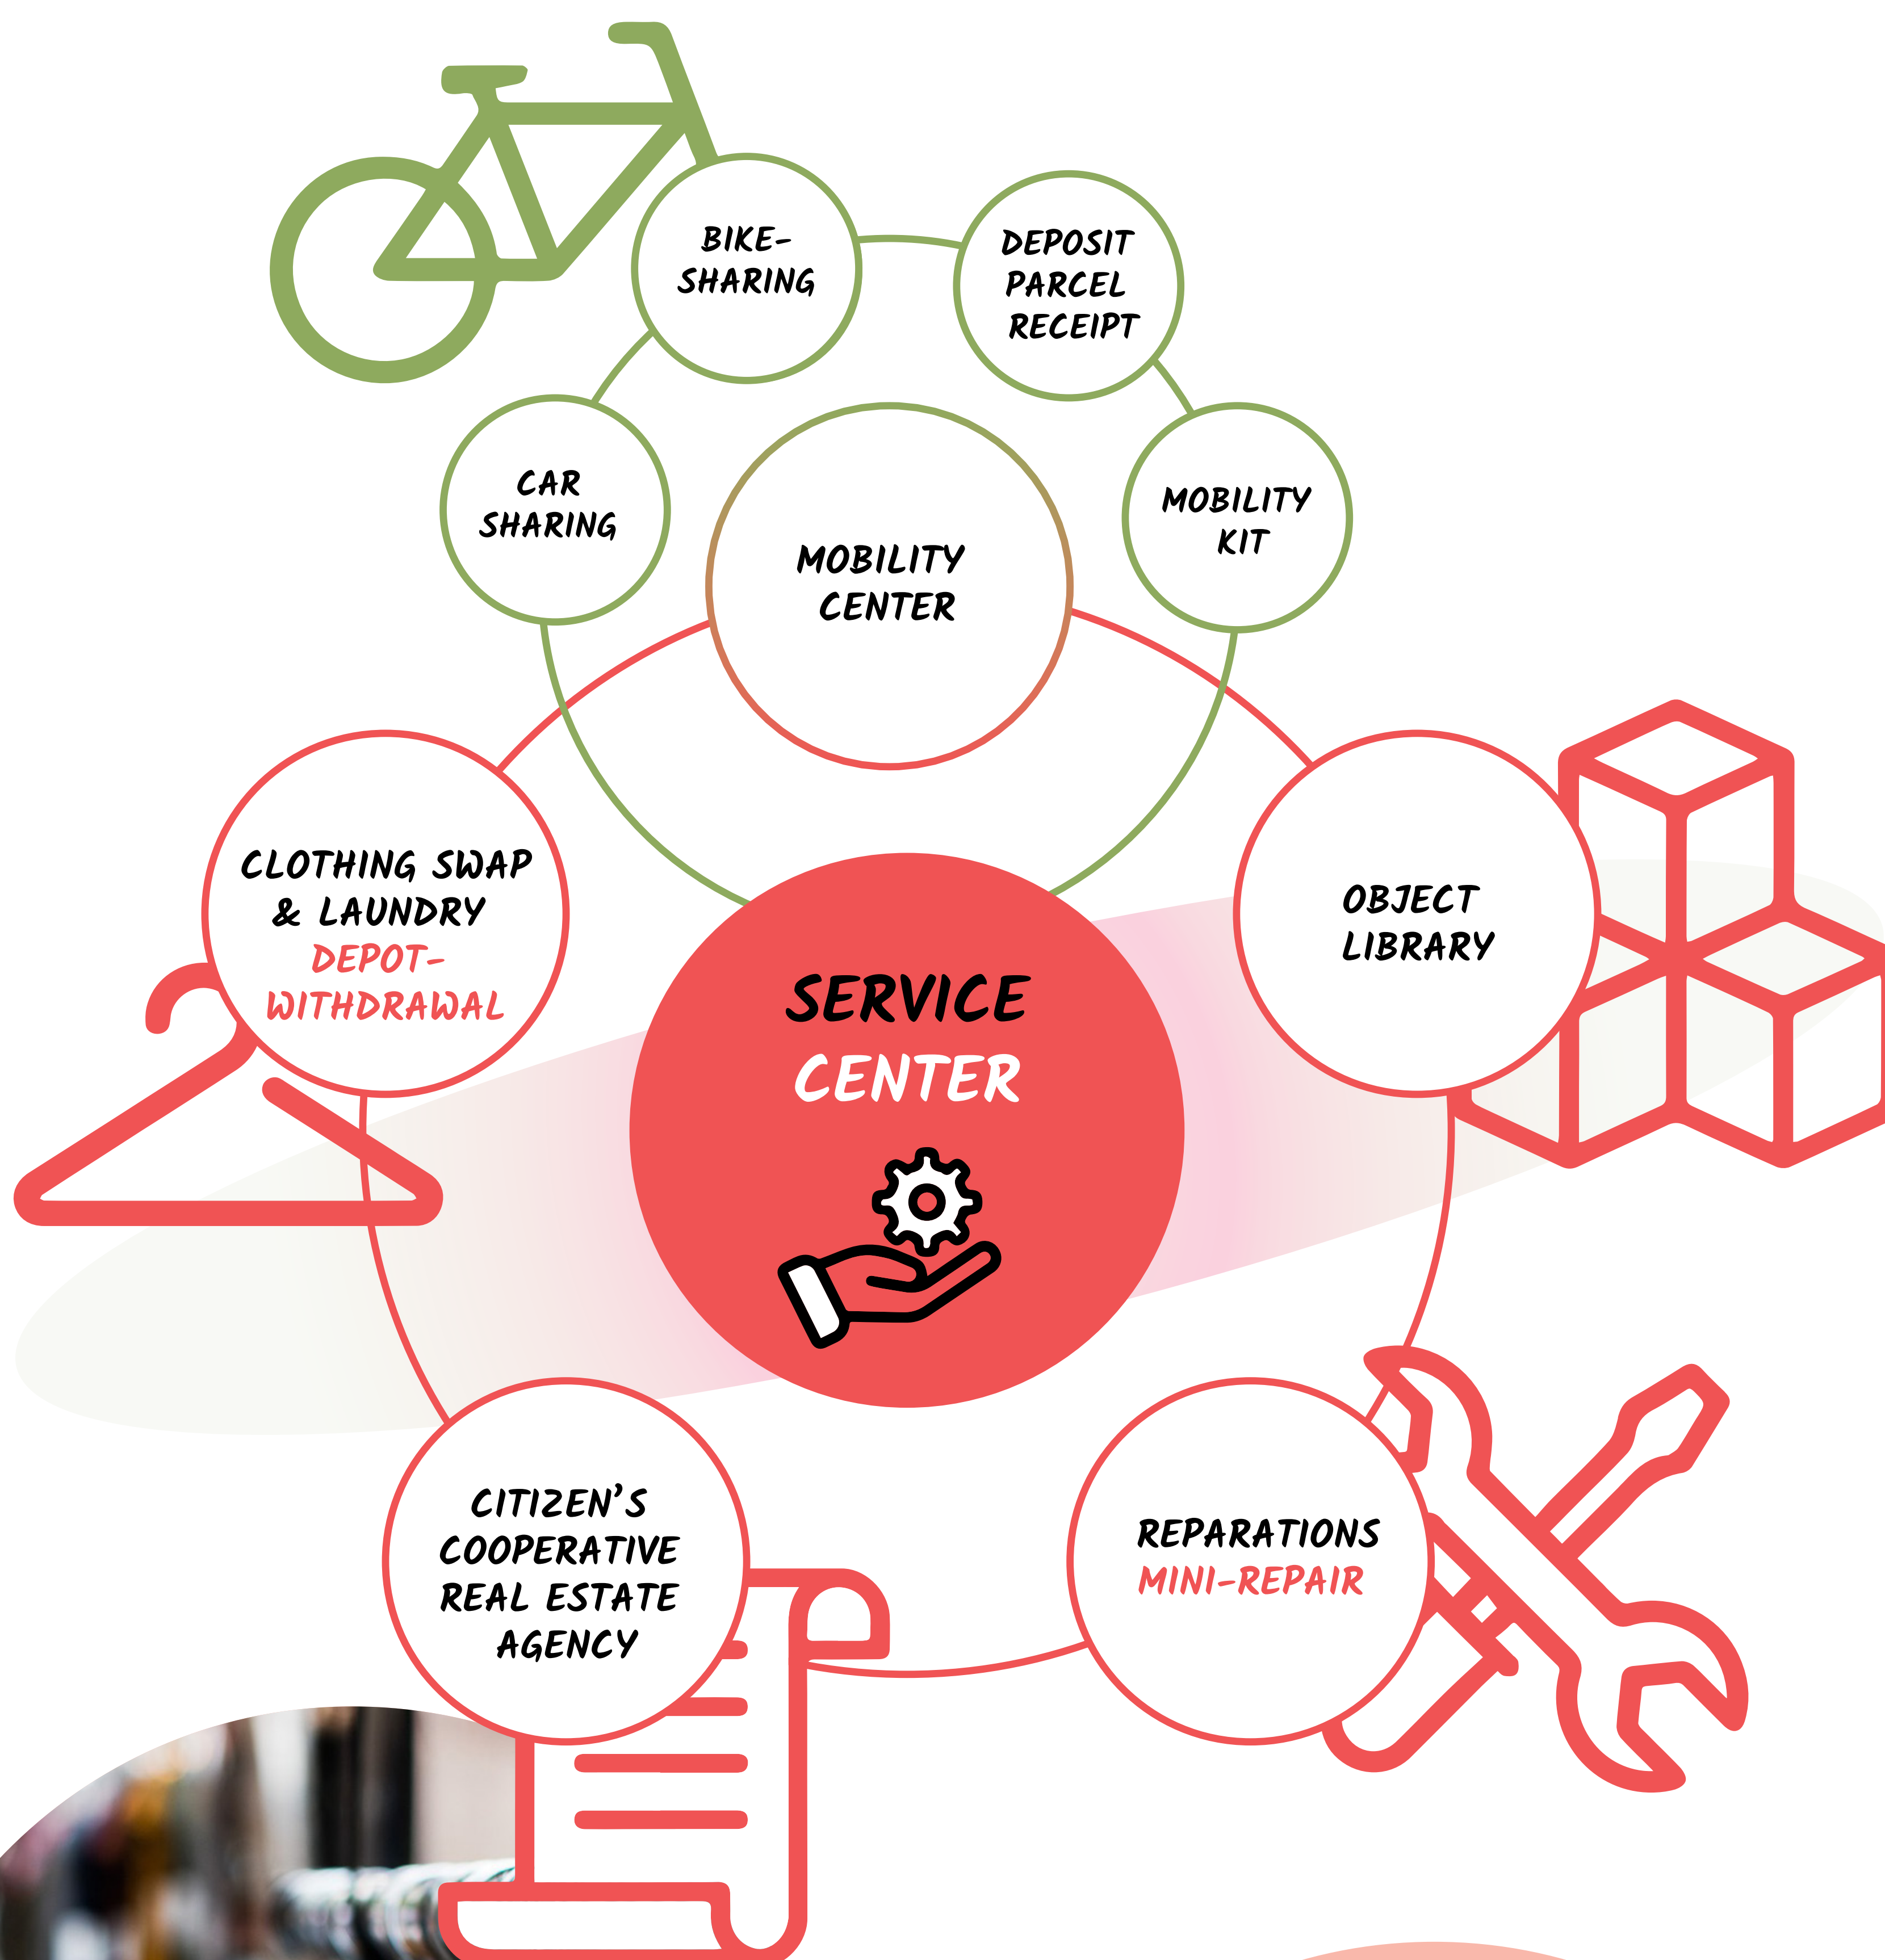 BIKE-
SHARING
DEPOSIT
PARCEL
RECEIPT
CAR
SHARING
MOBILITY
KIT
MOBILITY
CENTER
CLOTHING SWAP
& LAUNDRY
DEPOT-
WITHDRAWAL
OBJECT
LIBRARY
SERVICE
CENTER
CITIZEN'S
COOPERATIVE
REAL ESTATE
AGENCY
REPARATIONS
MINI-REPAIR